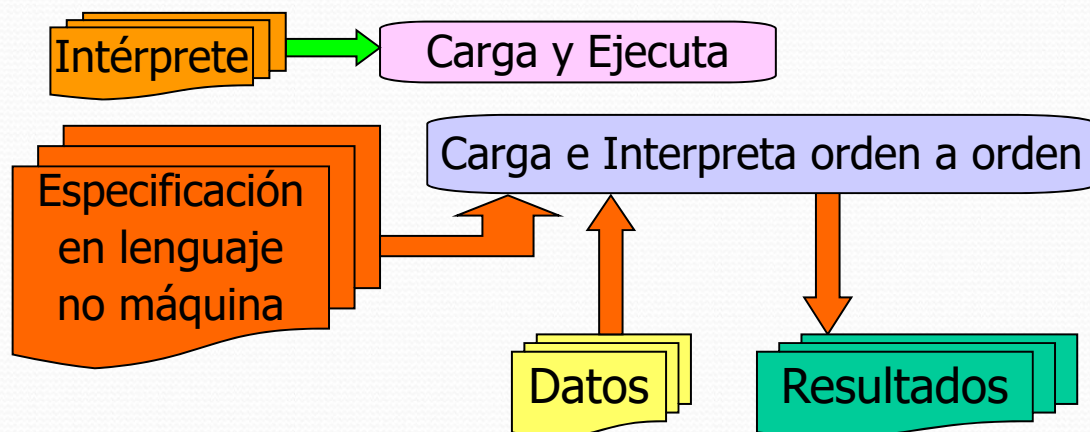 Intérprete
Carga y Ejecuta
Carga e Interpreta orden a orden
Especificación
en lenguaje
no máquina
Datos
Resultados